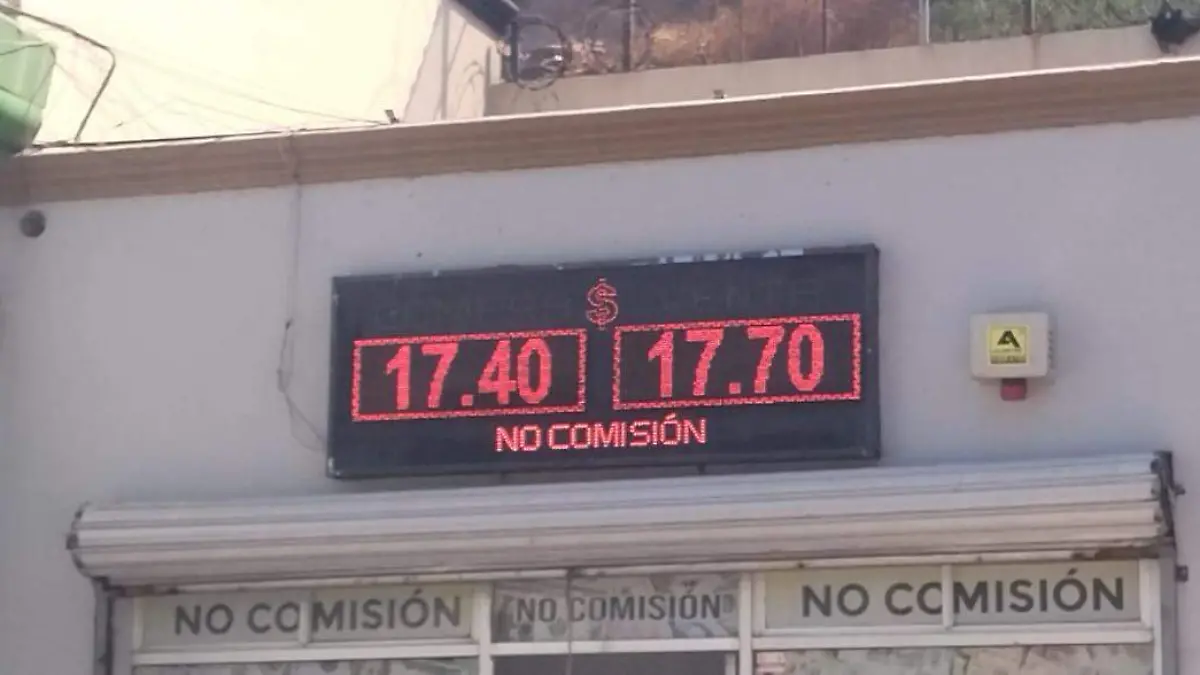 $
17.40 17.70
NO COMISIÓN
NO COMISIÓN NO COMISIÓN NO COMISIÓN